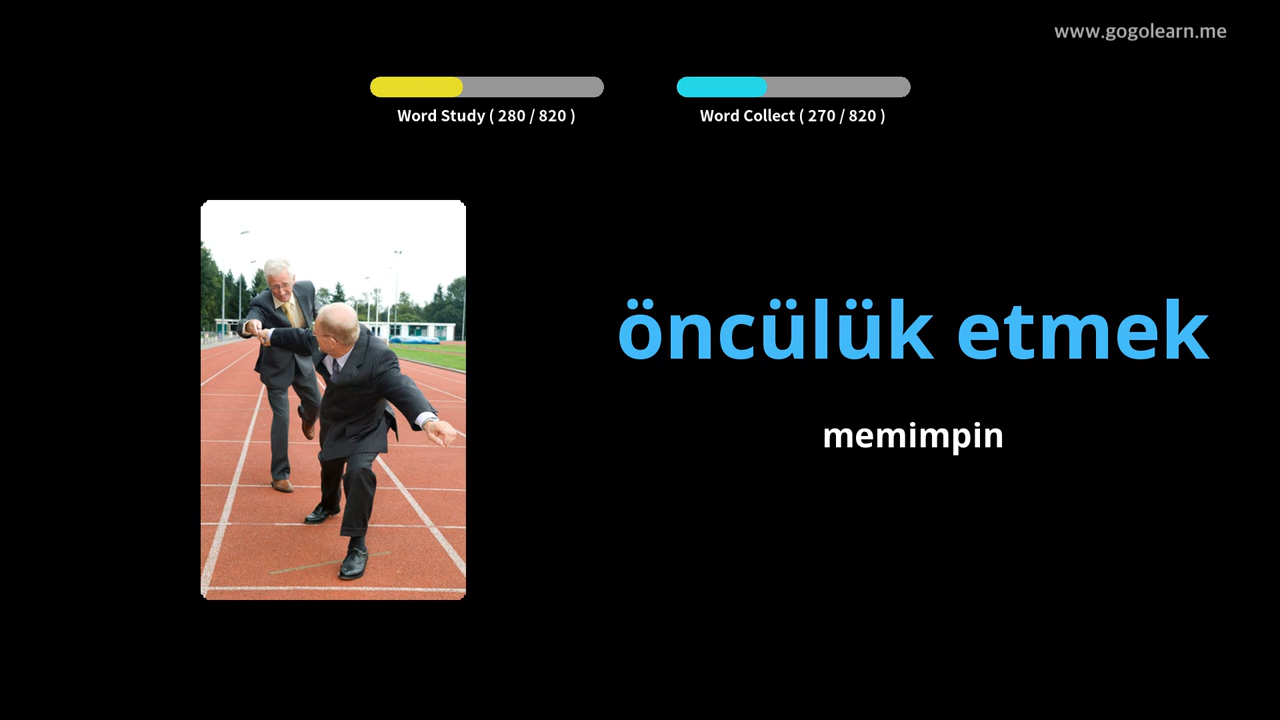 www.gogolearn.me
Word Study ( 280 / 820 )
Word Collect ( 270 / 820 )
öncülük etmek
memimpin